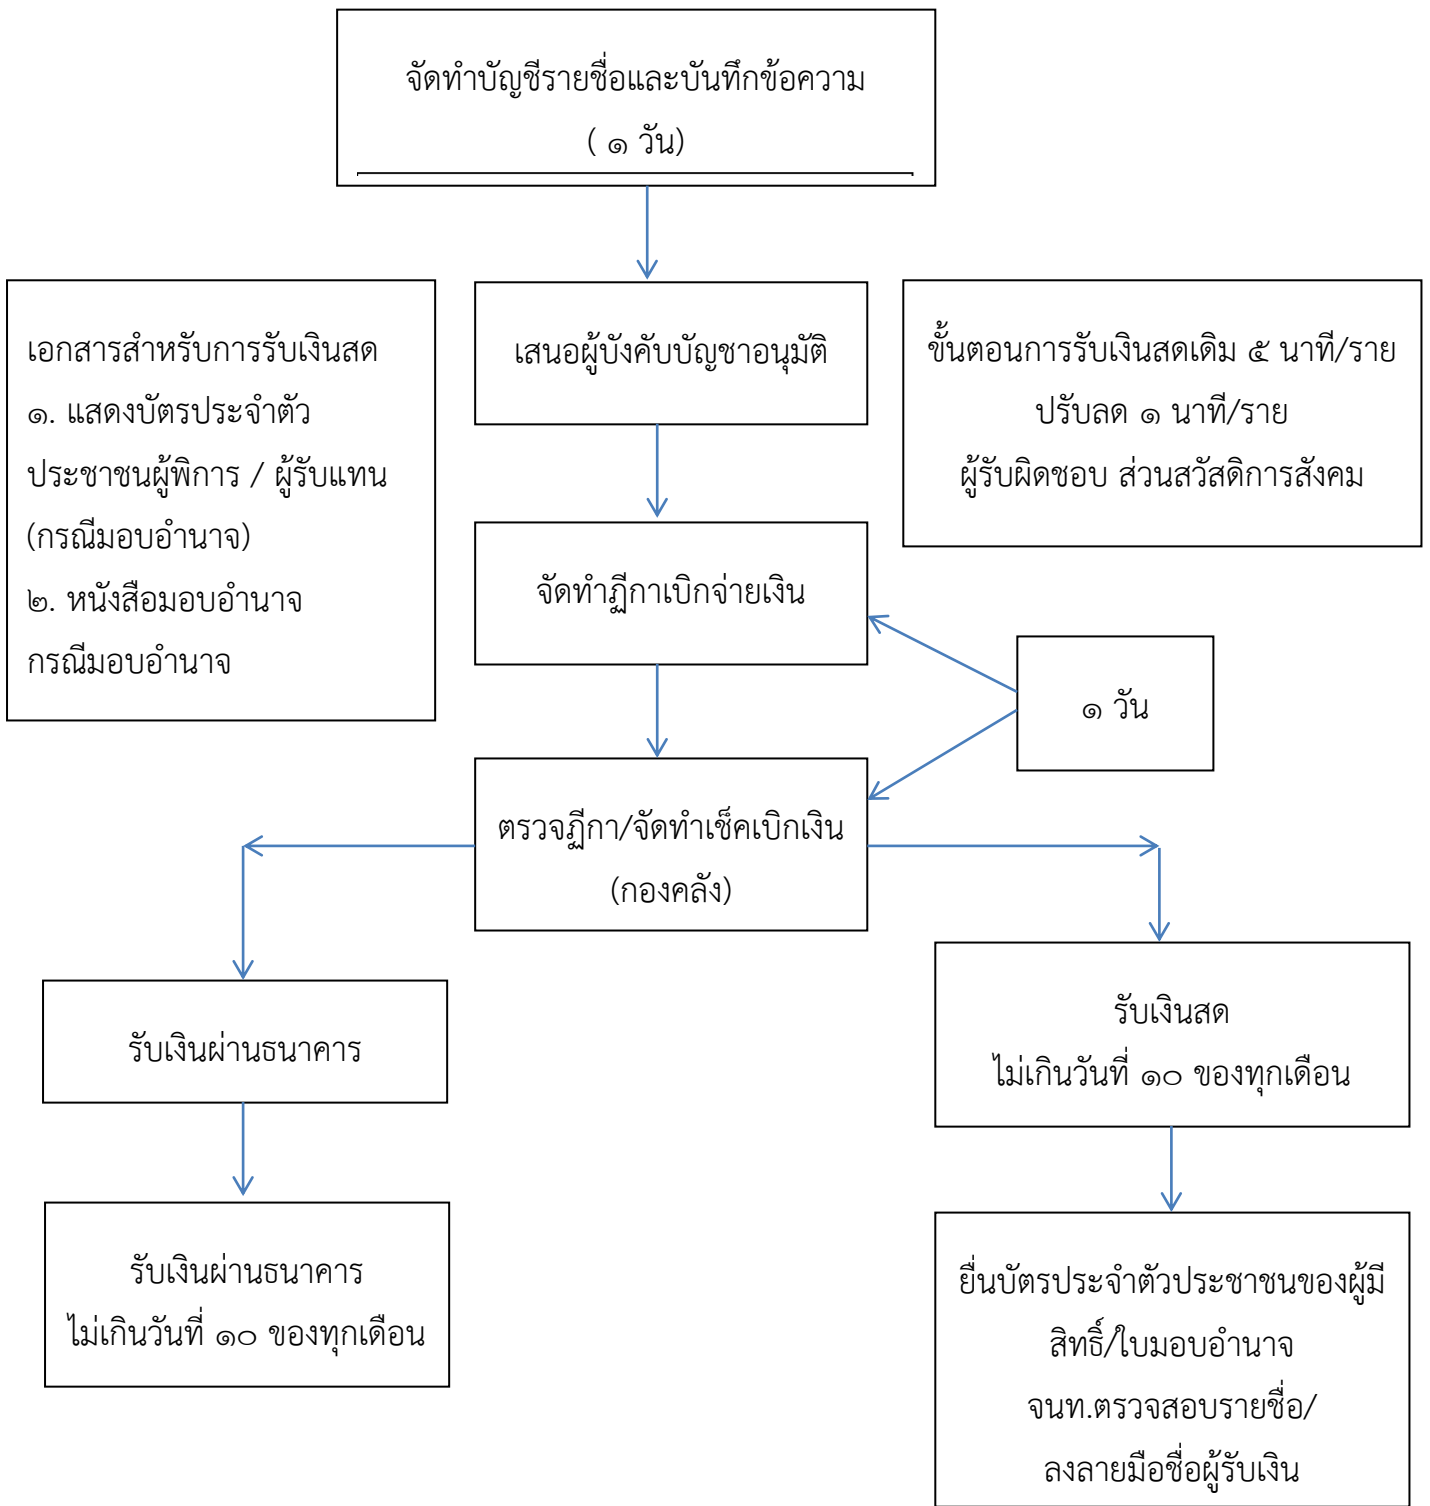 จัดทำบัญชีรายชื่อและบันทึกข้อความ
( ๑ วัน)
เอกสารสำหรับการรับเงินสด
๑. แสดงบัตรประจำตัว
ประชาชนผู้พิการ / ผู้รับแทน
(กรณีมอบอำนาจ)
๒. หนังสือมอบอำนาจ
กรณีมอบอำนาจ
เสนอผู้บังคับบัญชาอนุมัติ
ขั้นตอนการรับเงินสดเดิม ๕ นาที/ราย
ปรับลด ๑ นาที/ราย
ผู้รับผิดชอบ ส่วนสวัสดิการสังคม
จัดทำฎีกาเบิกจ่ายเงิน
๑ วัน
ตรวจฎีกา/จัดทำเช็คเบิกเงิน
(กองคลัง)
รับเงินผ่านธนาคาร
รับเงินสด
ไม่เกินวันที่ ๑๐ ของทุกเดือน
รับเงินผ่านธนาคาร
ไม่เกินวันที่ ๑๐ ของทุกเดือน
ยื่นบัตรประจำตัวประชาชนของผู้มี
สิทธิ์/ใบมอบอำนาจ
จนท.ตรวจสอบรายชื่อ/
ลงลายมือชื่อผู้รับเงิน